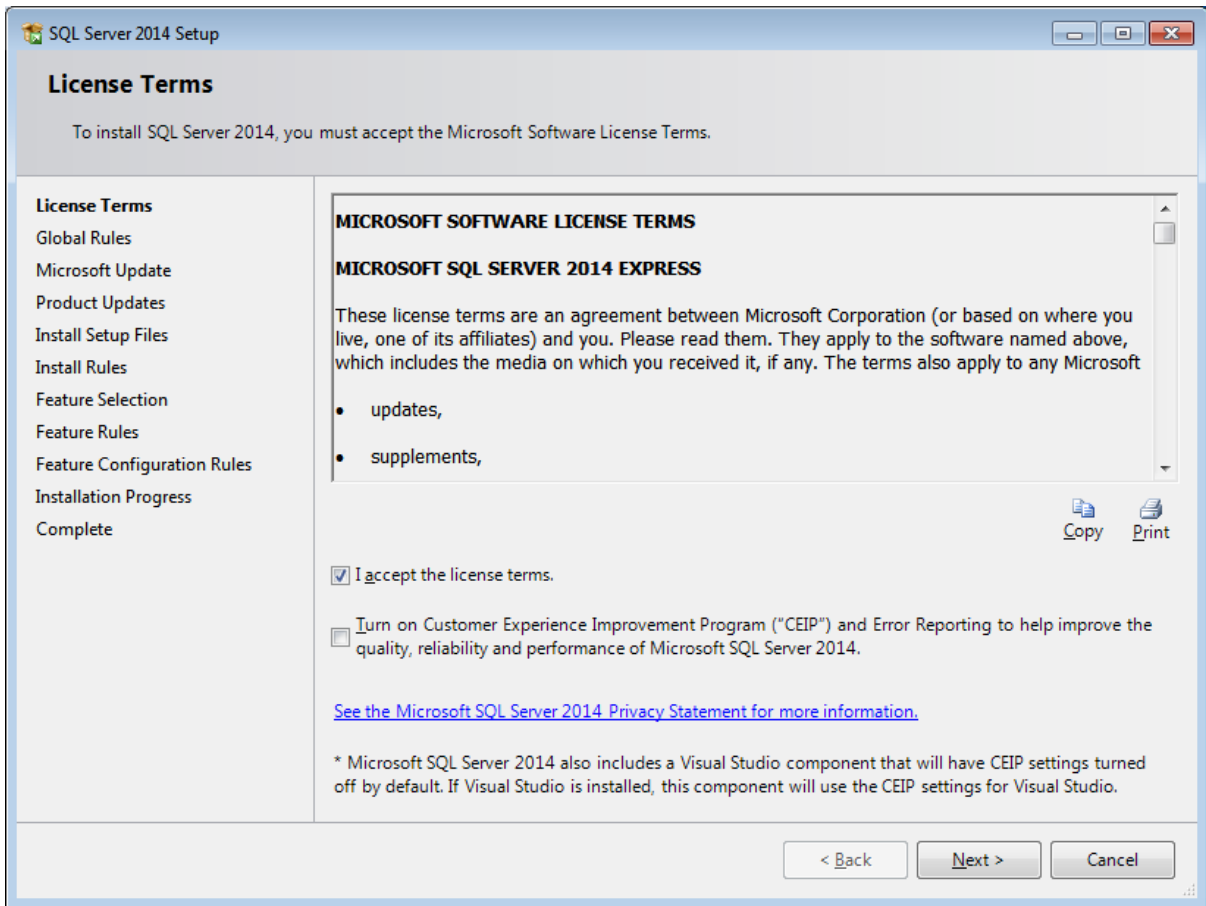 SQL Server 2014 Setup
License Terms
To install SQL Server 2014, you must accept the Microsoft Software License Terms.
License Terms
Global Rules
Microsoft Update
Product Updates
Install Setup Files
Install Rules
Feature Selection
Feature Rules
Feature Configuration Rules
Installation Progress
Complete
MICROSOFT SOFTWARE LICENSE TERMS
MICROSOFT SQL SERVER 2014 EXPRESS
These license terms are an agreement between Microsoft Corporation (or based on where you
live, one of its affiliates) and you. Please read them. They apply to the software named above,
which includes the media on which you received it, if any. The terms also apply to any Microsoft
• updates,
• supplements,
Copy Print
I accept the license terms.
Turn on Customer Experience Improvement Program ("CEIP") and Error Reporting to help improve the
quality, reliability and performance of Microsoft SQL Server 2014.
See the Microsoft SQL Server 2014 Privacy Statement for more information.
* Microsoft SQL Server 2014 also includes a Visual Studio component that will have CEIP settings turned
off by default. If Visual Studio is installed, this component will use the CEIP settings for Visual Studio.
< Back Next > Cancel